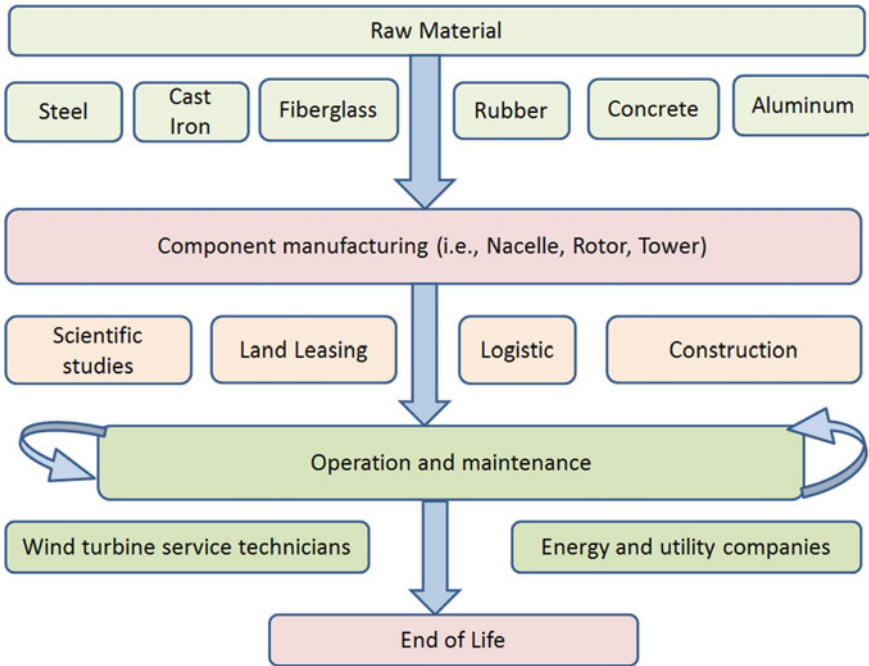 Raw Material
Steel
Cast
Iron
Fiberglass
Rubber
Concrete
Aluminum
Component manufacturing (i.e., Nacelle, Rotor, Tower)
Scientific
studies
Land Leasing
Logistic
Construction
Operation and maintenance
Wind turbine service technicians
Energy and utility companies
End of Life